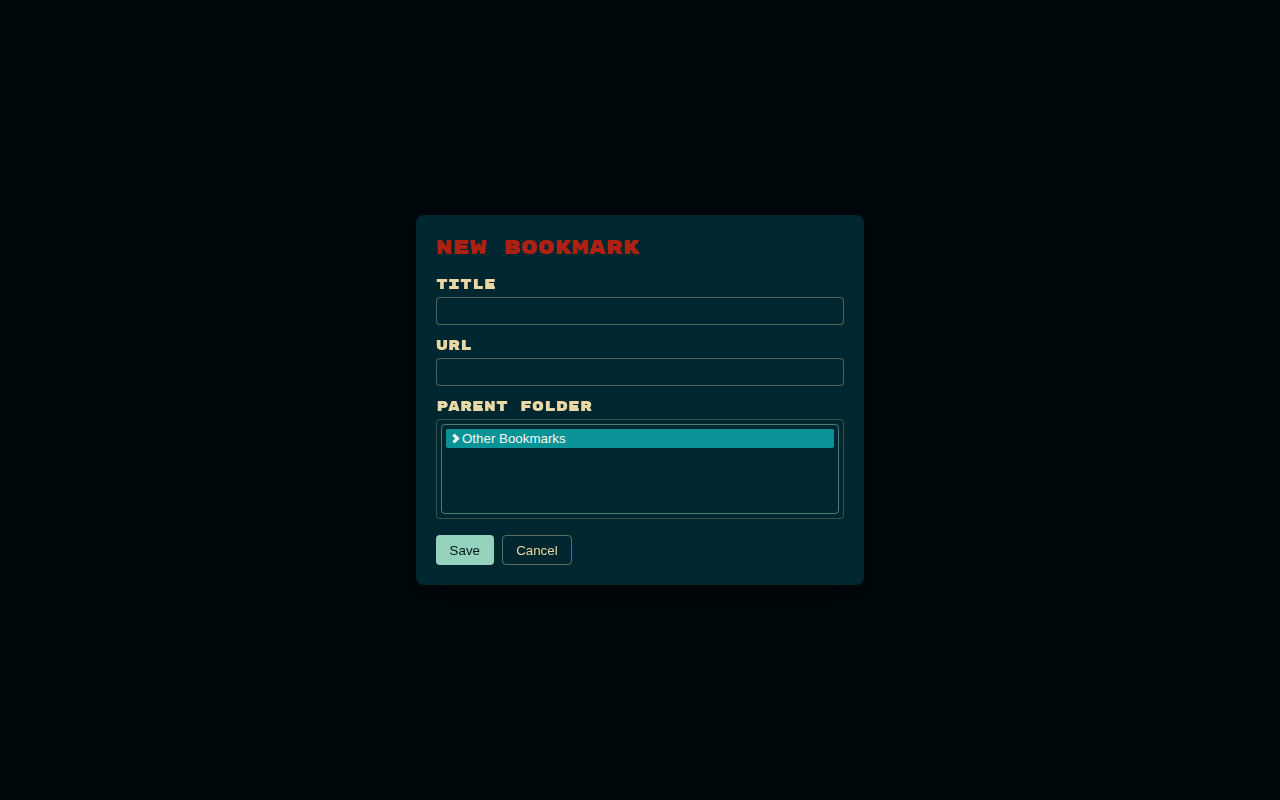 NEW BOOKMARK
TITLE
URL
PARENT FOLDER
Other Bookmarks
Save
Cancel